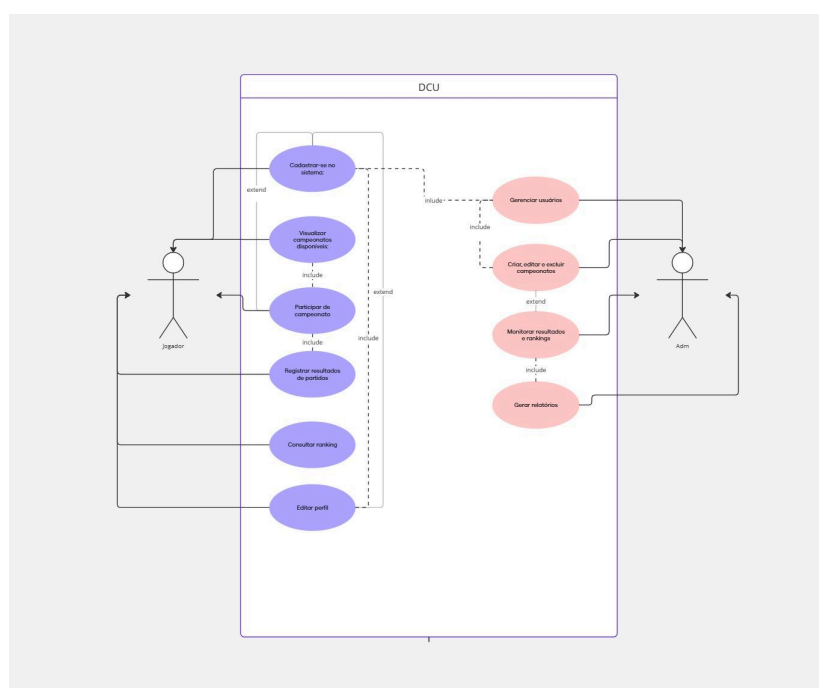 DCU
Cadastrar-se no
sistema:
extend
inlude
Gerenciar usuários
include
Visualizar
campeonatos
disponíveis:
Criar, editar e excluir
campeonatos
include
extend
extend
Participar de
campeonato
Monitorar resultados
e rankings
include
include
Jogador
Adm
Registrar resultados
de partidas
include
Gerar relatórios
Consultar ranking
Editar perfil